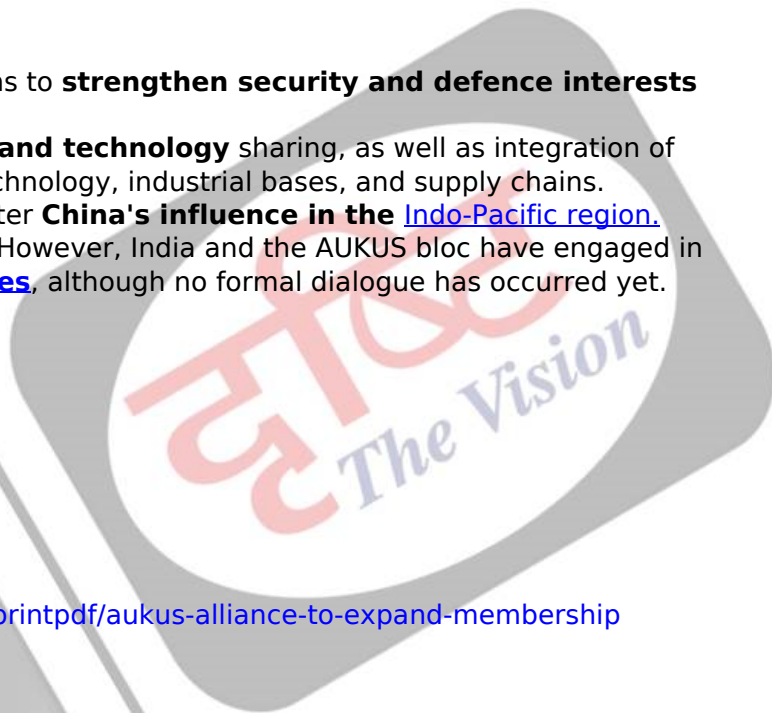 ns to strengthen security and defence interests
and technology sharing, as well as integration of
chnology, industrial bases, and supply chains.
ter China's influence in the Indo-Pacific region.
However, India and the AUKUS bloc have engaged in
es, although no formal dialogue has occurred yet.
दृष्टि
The Vision
printpdf/aukus-alliance-to-expand-membership